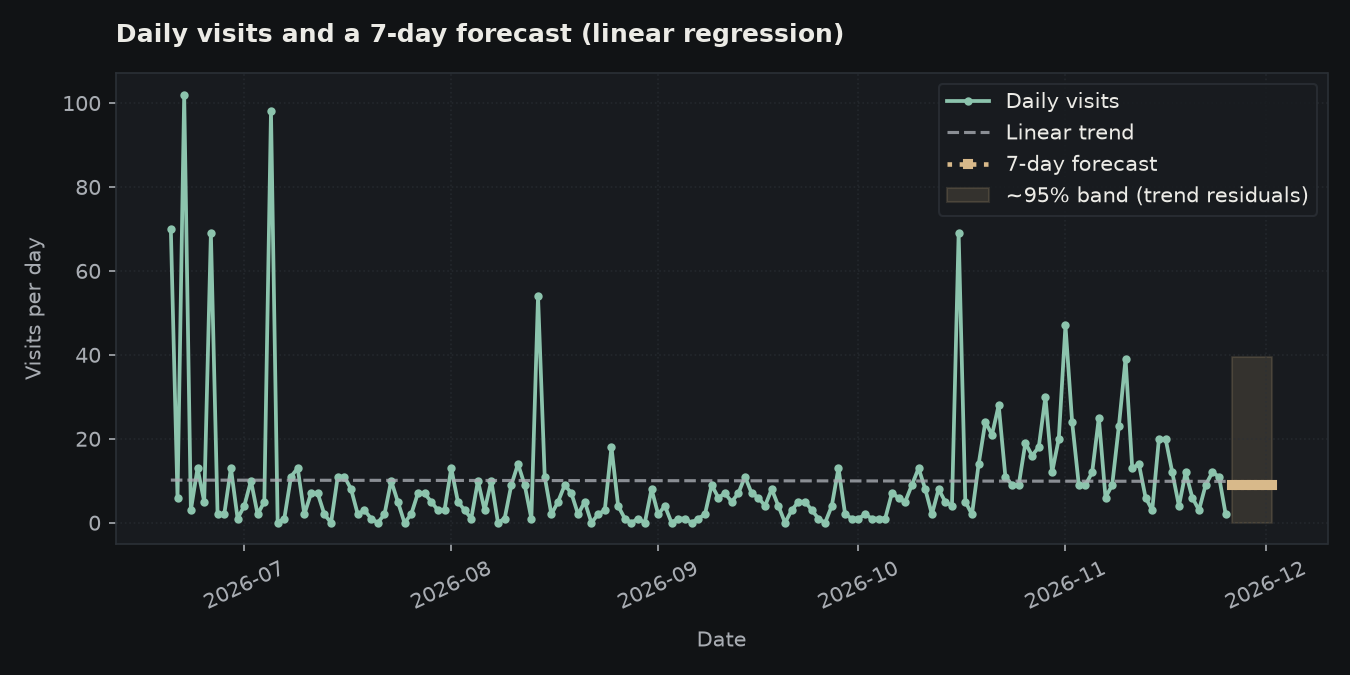 Daily visits and a 7-day forecast (linear regression)
Daily visits
Linear trend
7-day forecast
~95% band (trend residuals)
Visits per day
100
80
60
40
20
0
2026-07
2026-08
2026-09
2026-10
2026-11
2026-12
Date